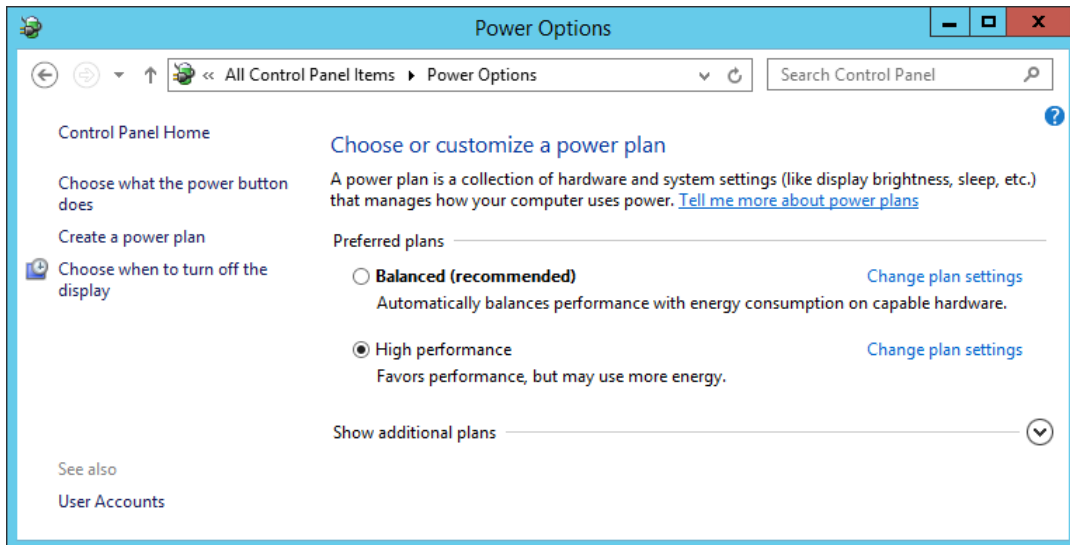 Power Options
« All Control Panel Items ▸ Power Options
Search Control Panel
Control Panel Home
Choose what the power button
does
Create a power plan
Choose when to turn off the
display
See also
User Accounts
Choose or customize a power plan
A power plan is a collection of hardware and system settings (like display brightness, sleep, etc.)
that manages how your computer uses power. Tell me more about power plans
Preferred plans
Balanced (recommended)
Change plan settings
Automatically balances performance with energy consumption on capable hardware.
High performance
Change plan settings
Favors performance, but may use more energy.
Show additional plans